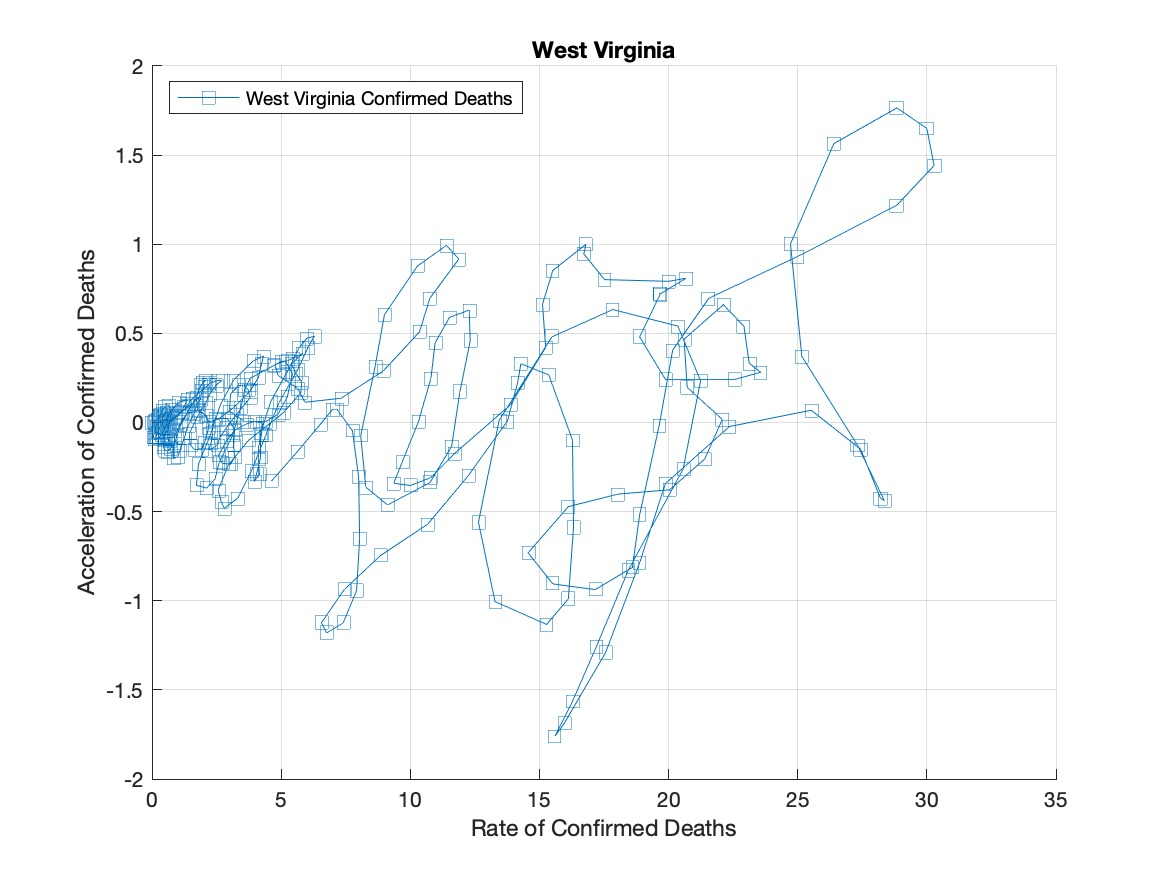 West Virginia
West Virginia Confirmed Deaths
2
1.5
1
0.5
0
-0.5
-1
-1.5
-2
Acceleration of Confirmed Deaths
0 5 10 15 20 25 30 35
Rate of Confirmed Deaths